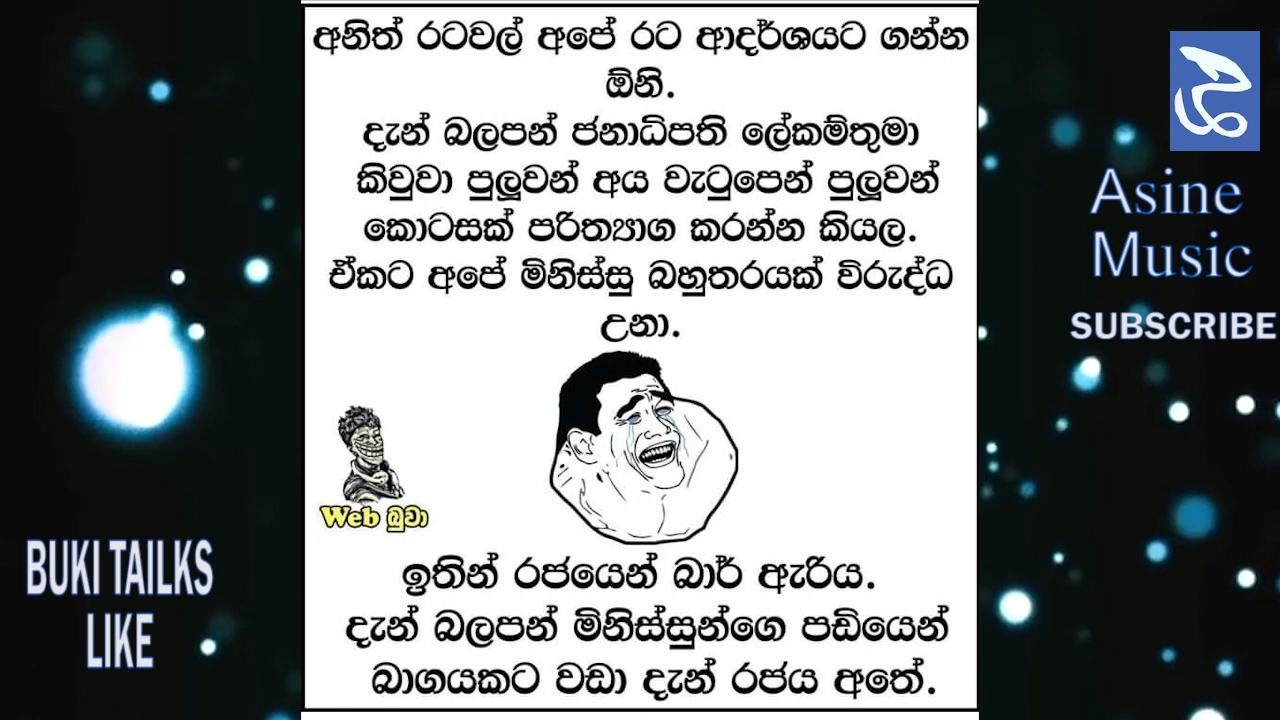 අනිත් රටවල් අපේ රට ආදර්ශයට ගන්න
ඕනි.
දැන් බලපන් ජනාධිපති ලේකම්තුමා
කිවුවා පුලූවන් අය වැටුපෙන් පුලූවන්
කොටසක් පරිත්‍යාග කරන්න කියල.
ඒකට අපේ මිනිස්සු බහුතරයක් විරුද්ධ
උනා.
Web බුවා
ඉතින් රජයෙන් බාර් ඇරිය.
දැන් බලපන් මිනිස්සුන්ගෙ පඩියෙන්
බාගයකට වඩා දැන් රජය අතේ.
BUKI TAILKS
LIKE
Asine
Music
SUBSCRIBE